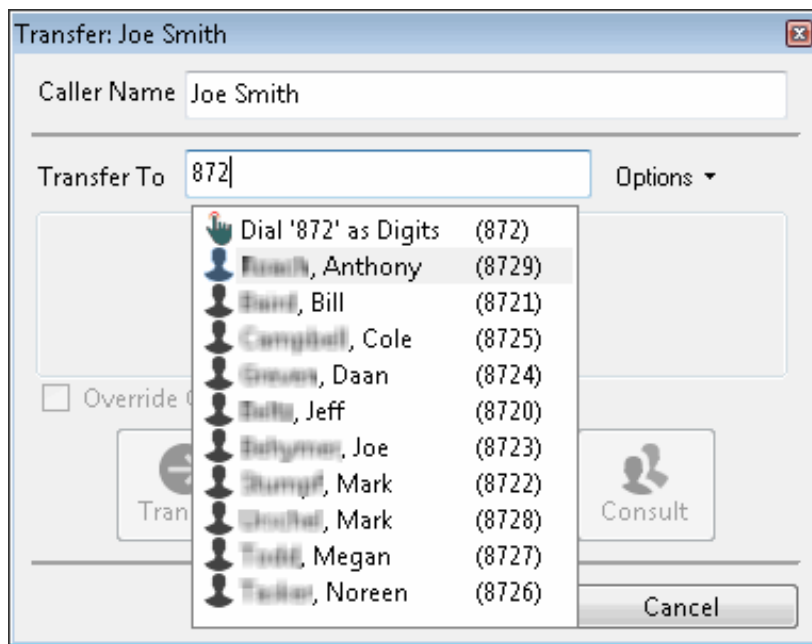 Transfer: Joe Smith
Caller Name Joe Smith
Transfer To 872 Options
Dial '872' as Digits (872)
, Anthony (8729)
, Bill (8721)
, Cole (8725)
, Daan (8724)
Override
, Jeff (8720)
, Joe (8723)
, Mark (8722)
Tran Consult
, Mark (8728)
, Megan (8727)
, Noreen (8726)
Cancel